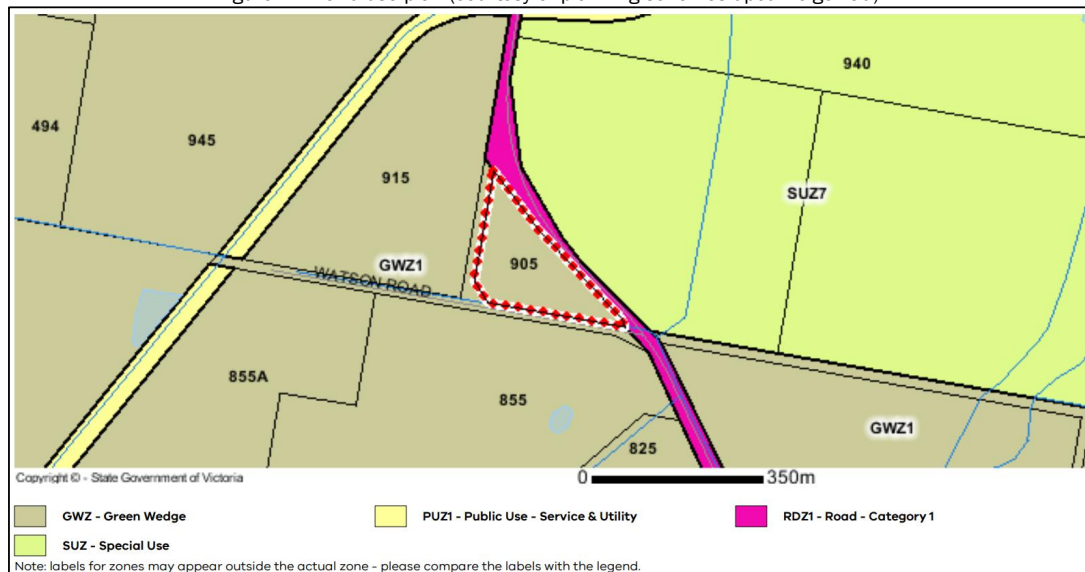 940
494
945
915
SUZ7
905
GWZ1
WATSON ROAD
855A
855
GWZ1
825
Copyright © - State Government of Victoria
0 350m
GWZ - Green Wedge
PUZ1 - Public Use - Service & Utility
RDZ1 - Road - Category 1
SUZ - Special Use
Note: labels for zones may appear outside the actual zone - please compare the labels with the legend.